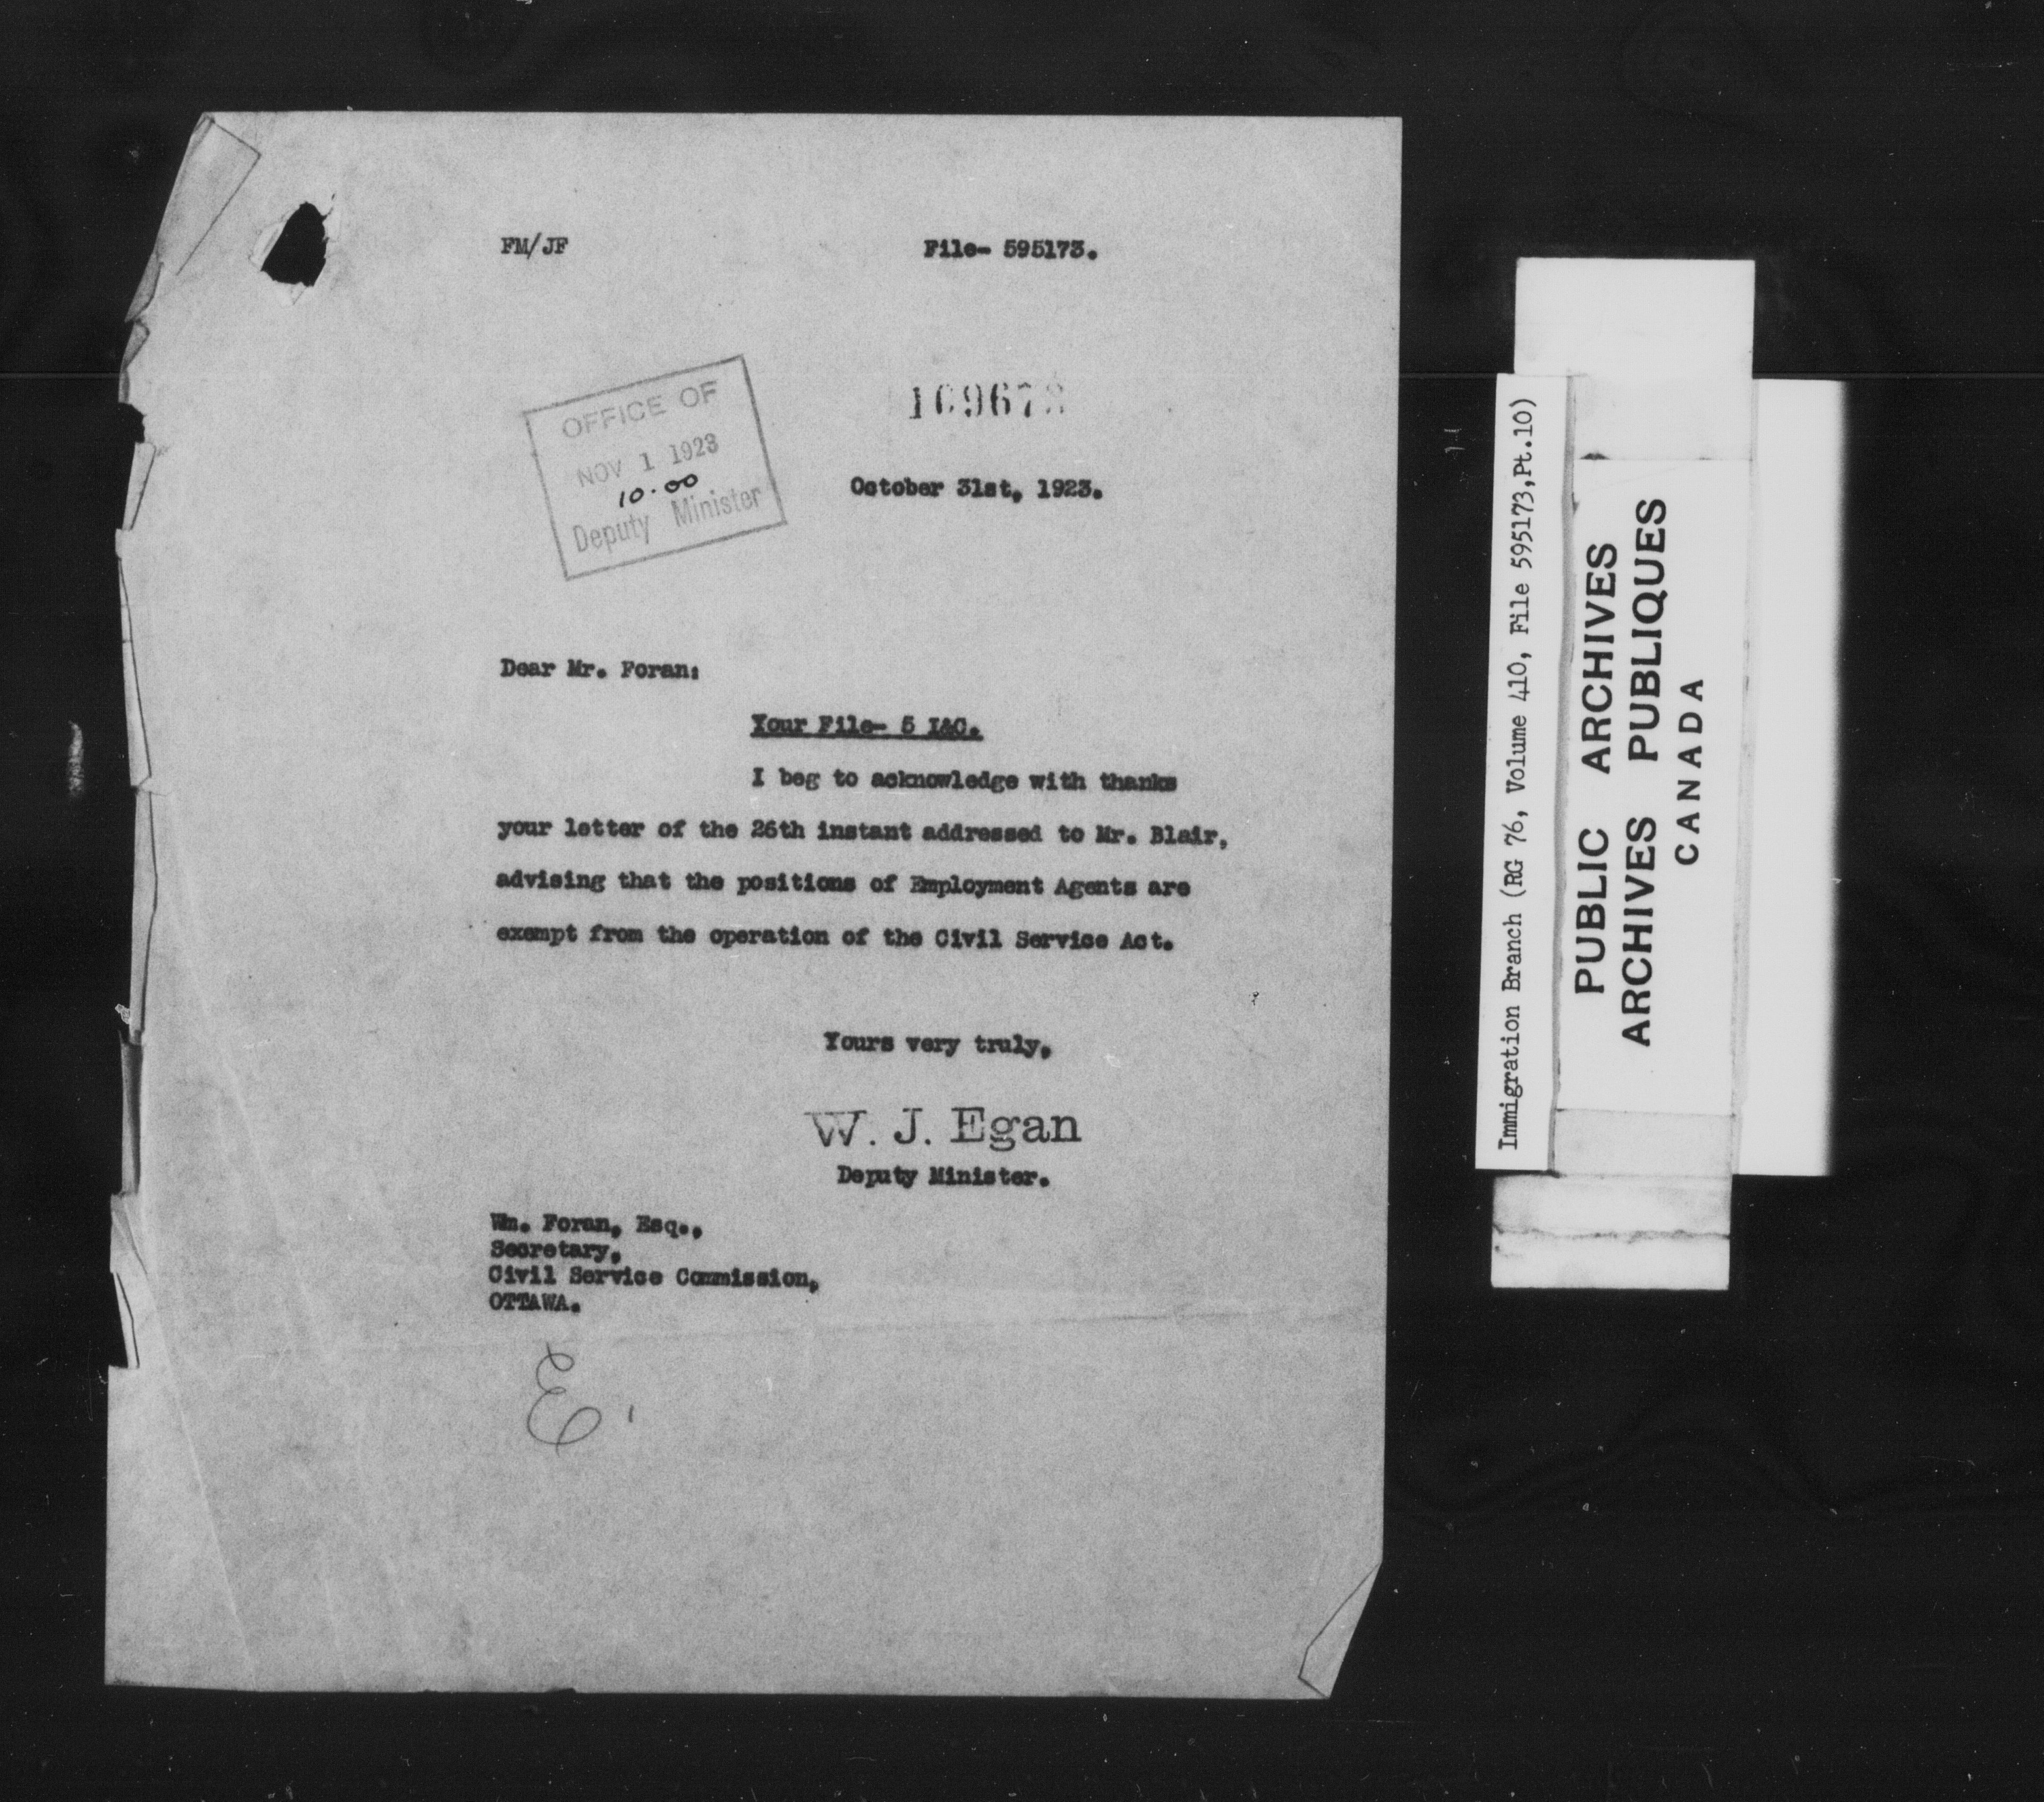 FM/JF
File- 595173.
OFFICE OF
NOV 1 1923
10.00
Deputy Minister
109678
October 31st, 1923.
Dear Mr. Foran:
Your File- 5 I&C.
I beg to acknowledge with thanks
your letter of the 26th instant addressed to Mr. Blair,
advising that the positions of Employment Agents are
exempt from the operation of the Civil Service Act.
Yours very truly,
W. J. Egan
Deputy Minister.
Wm. Foran, Esq.,
Secretary,
Civil Service Commission,
OTTAWA.
E
Immigration Branch (RG 76, Volume 410, File 595173,Pt.10)
PUBLIC ARCHIVES
ARCHIVES PUBLIQUES
CANADA